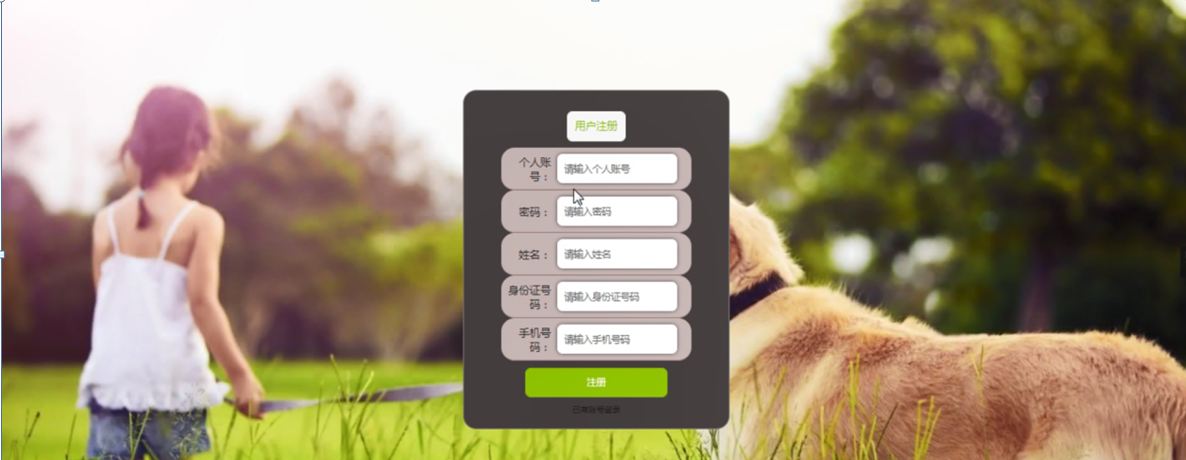 用户注册
个人账
号：
请输入个人账号
密码：
请输入密码
姓名：
请输入姓名
身份证号
码：
请输入身份证号码
手机号
码：
请输入手机号码
注册
已有账号登录